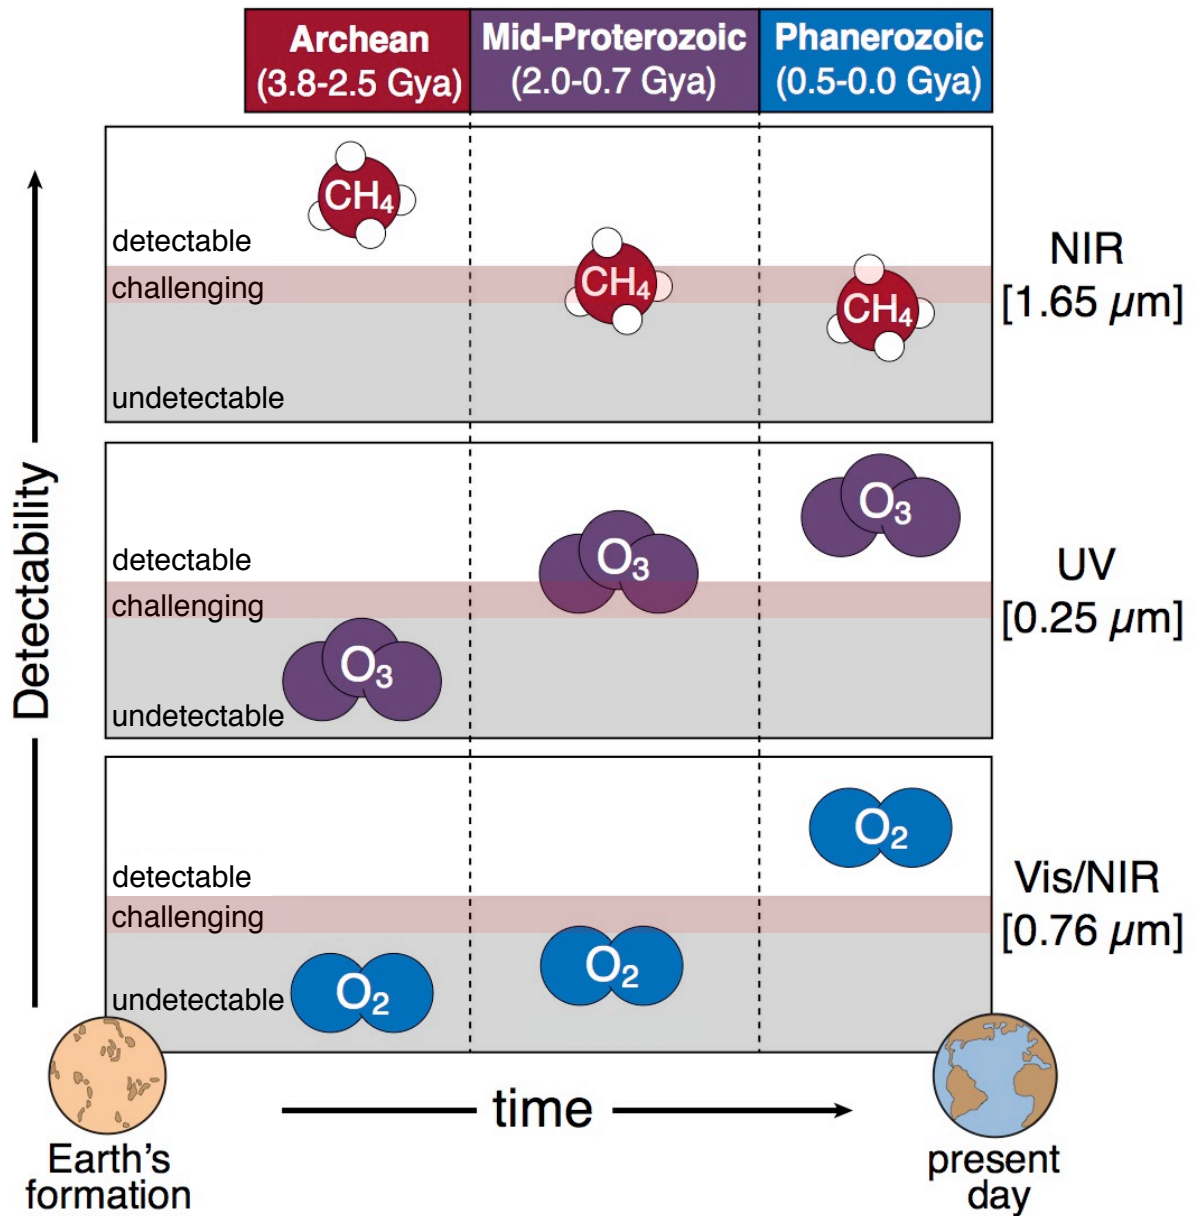 Archean
(3.8-2.5 Gya)
Mid-Proterozoic
(2.0-0.7 Gya)
Phanerozoic
(0.5-0.0 Gya)
Detectability
CH₄
detectable
challenging
undetectable
CH₄
CH₄
NIR
[1.65 µm]
O₃
O₃
O₃
detectable
challenging
undetectable
UV
[0.25 µm]
O₂
O₂
O₂
detectable
challenging
undetectable
Vis/NIR
[0.76 µm]
time
Earth's
formation
present
day